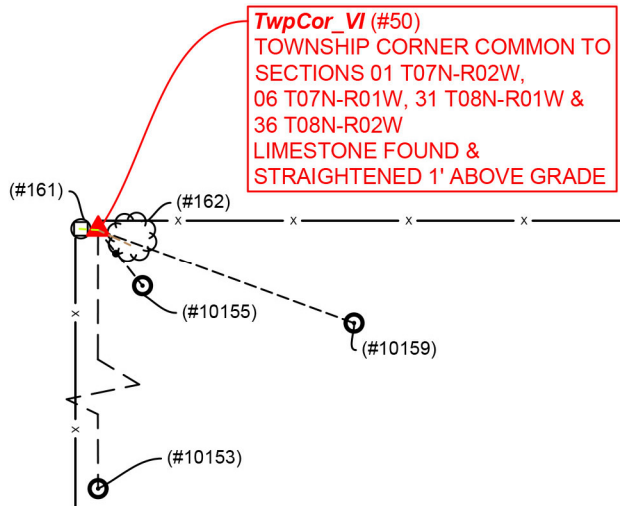 TwpCor_VI (#50)
TOWNSHIP CORNER COMMON TO
SECTIONS 01 T07N-R02W,
06 T07N-R01W, 31 T08N-R01W &
36 T08N-R02W
LIMESTONE FOUND &
STRAIGHTENED 1' ABOVE GRADE
(#161)
(#162)
x x x x
(#10155)
x
(#10159)
x
(#10153)